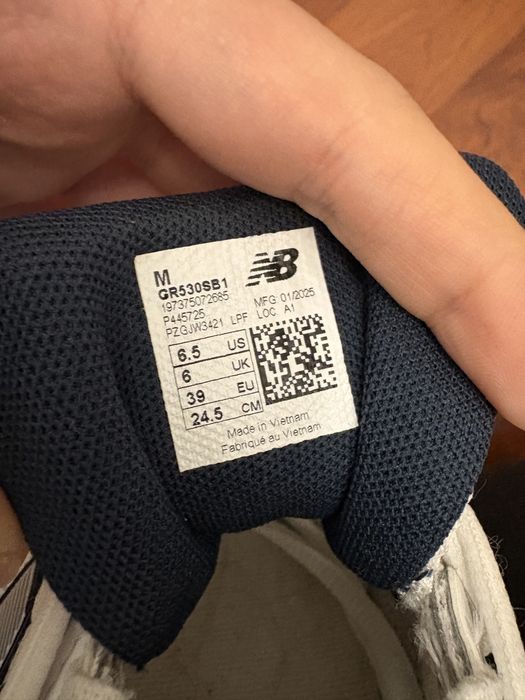 M
NB
GR530SB1
197375072685
P445725 MFG 01/2025
PZGJW3421 LPF LOC. A1
6.5 US
6 UK
39 EU
24.5 CM
Made in Vietnam
Fabriqué au Vietnam